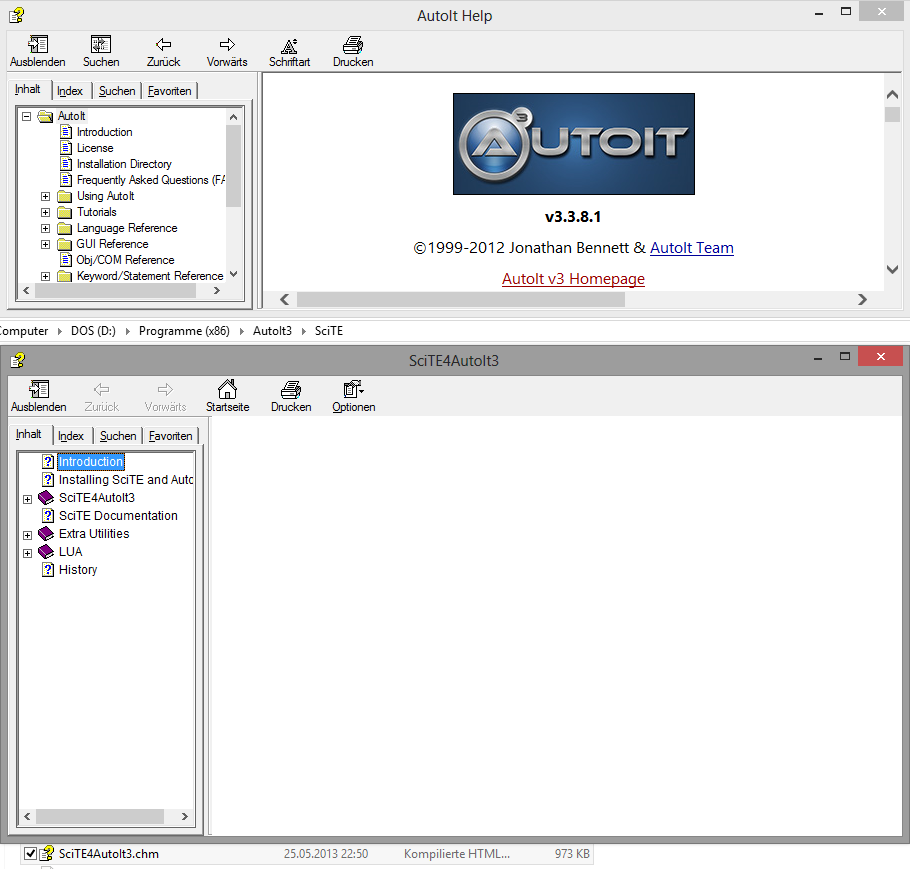 AutoIt Help
Ausblenden Suchen Zurück Vorwärts Schriftart Drucken
Inhalt Index Suchen Favoriten
AutoIt
Introduction
License
Installation Directory
Frequently Asked Questions (FA
Using AutoIt
Tutorials
Language Reference
GUI Reference
Obj/COM Reference
Keyword/Statement Reference
A3UTOIT
v3.3.8.1
©1999-2012 Jonathan Bennett & AutoIt Team
AutoIt v3 Homepage
Computer DOS (D:) Programme (x86) AutoIt3 SciTE
SciTE4AutoIt3
Ausblenden Zurück Vorwärts Startseite Drucken Optionen
Inhalt Index Suchen Favoriten
Introduction
Installing SciTE and Auto
SciTE4AutoIt3
SciTE Documentation
Extra Utilities
LUA
History
SciTE4AutoIt3.chm 25.05.2013 22:50 Kompilierte HTML... 973 KB